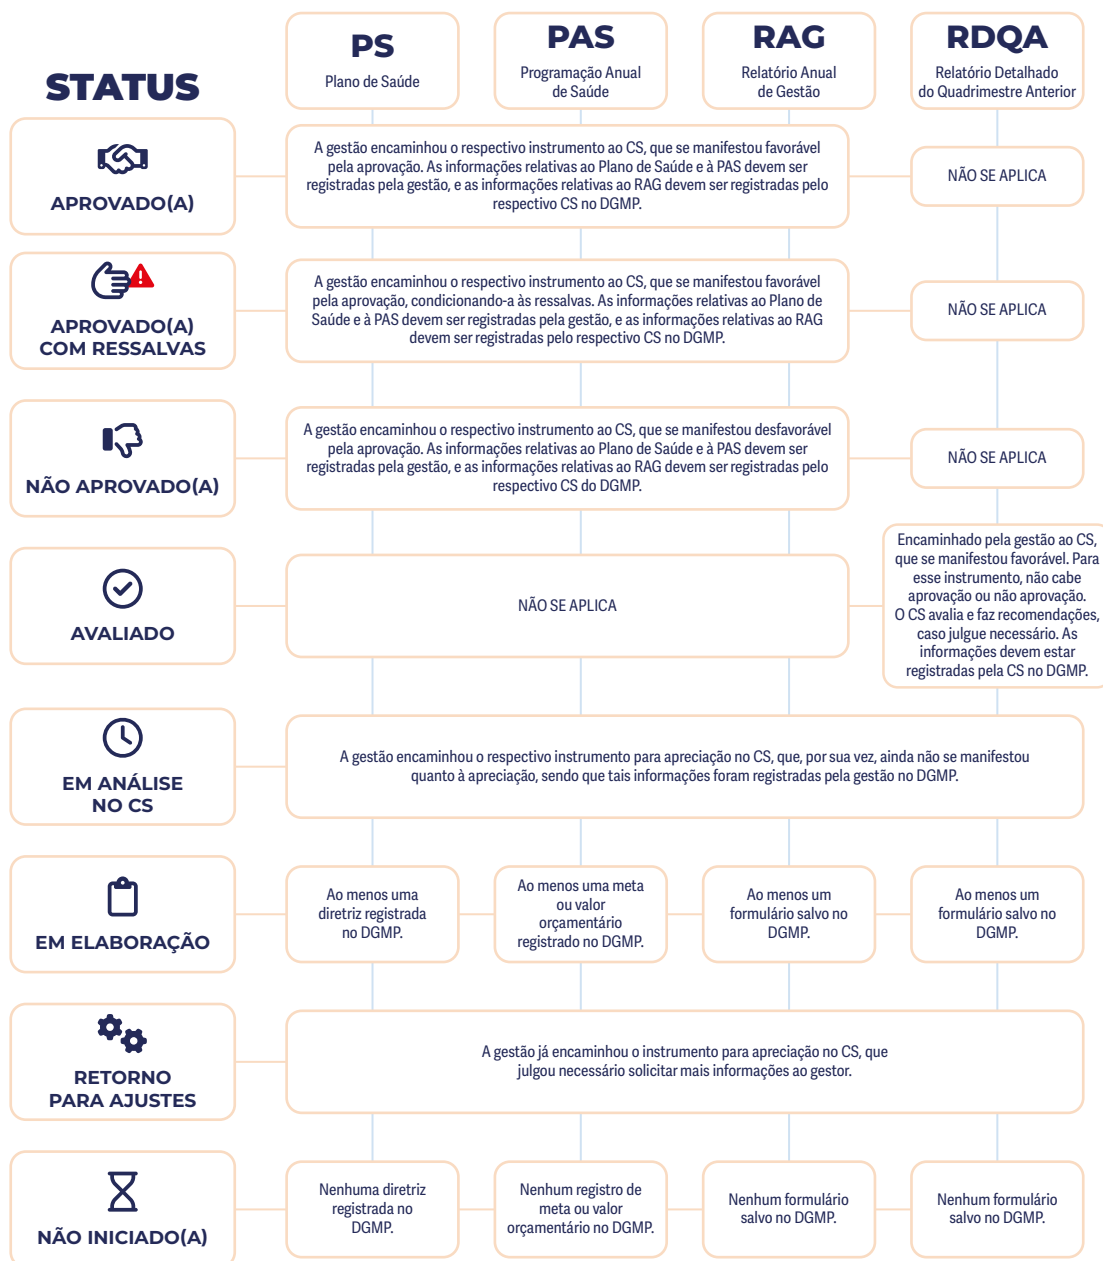 STATUS
PS
Plano de Saúde
PAS
Programação Anual
de Saúde
RAG
Relatório Anual
de Gestão
RDQA
Relatório Detalhado
do Quadrimestre Anterior
APROVADO(A)
A gestão encaminhou o respectivo instrumento ao CS, que se manifestou favorável
pela aprovação. As informações relativas ao Plano de Saúde e à PAS devem ser
registradas pela gestão, e as informações relativas ao RAG devem ser registradas pelo
respectivo CS no DGMP.
NÃO SE APLICA
APROVADO(A)
COM RESSALVAS
A gestão encaminhou o respectivo instrumento ao CS, que se manifestou favorável
pela aprovação, condicionando-a às ressalvas. As informações relativas ao Plano de
Saúde e à PAS devem ser registradas pela gestão, e as informações relativas ao RAG
devem ser registradas pelo respectivo CS no DGMP.
NÃO SE APLICA
NÃO APROVADO(A)
A gestão encaminhou o respectivo instrumento ao CS, que se manifestou desfavorável
pela aprovação. As informações relativas ao Plano de Saúde e à PAS devem ser
registradas pela gestão, e as informações relativas ao RAG devem ser registradas pelo
respectivo CS do DGMP.
NÃO SE APLICA
AVALIADO
NÃO SE APLICA
Encaminhado pela gestão ao CS,
que se manifestou favorável. Para
esse instrumento, não cabe
aprovação ou não aprovação.
O CS avalia e faz recomendações,
caso julgue necessário. As
informações devem estar
registradas pela CS no DGMP.
EM ANÁLISE
NO CS
A gestão encaminhou o respectivo instrumento para apreciação no CS, que, por sua vez, ainda não se manifestou
quanto à apreciação, sendo que tais informações foram registradas pela gestão no DGMP.
EM ELABORAÇÃO
Ao menos uma
diretriz registrada
no DGMP.
Ao menos uma meta
ou valor
orçamentário
registrado no DGMP.
Ao menos um
formulário salvo no
DGMP.
Ao menos um
formulário salvo no
DGMP.
RETORNO
PARA AJUSTES
A gestão já encaminhou o instrumento para apreciação no CS, que
julgou necessário solicitar mais informações ao gestor.
NÃO INICIADO(A)
Nenhuma diretriz
registrada no
DGMP.
Nenhum registro de
meta ou valor
orçamentário no DGMP.
Nenhum formulário
salvo no DGMP.
Nenhum formulário
salvo no DGMP.